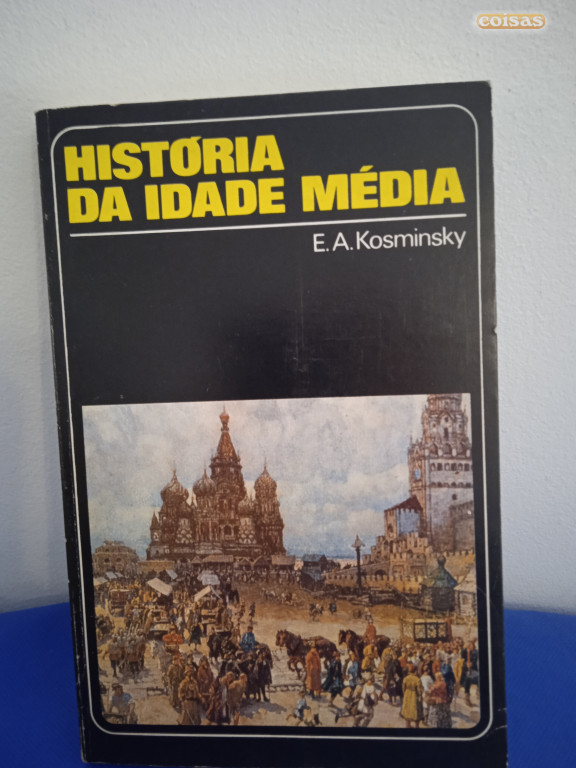 coisas
HISTÓRIA
DA IDADE MÉDIA
E. A. Kosminsky